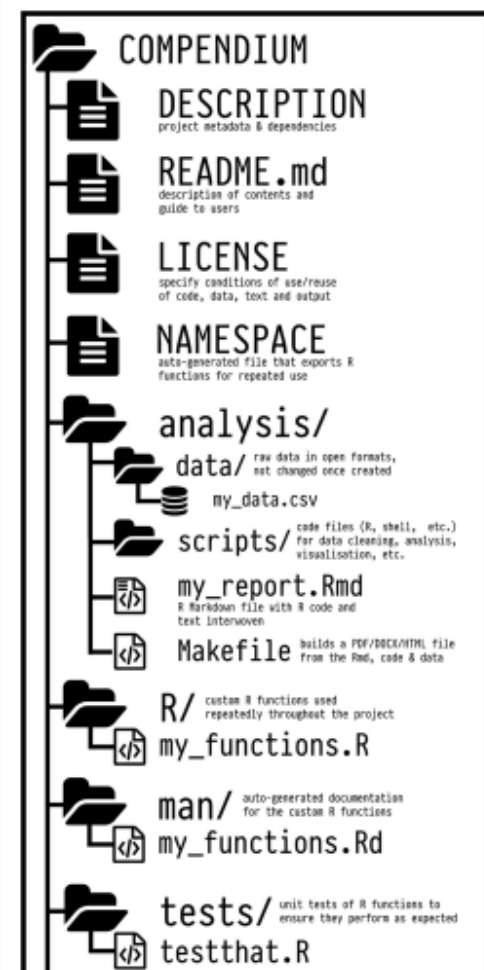 COMPENDIUM
DESCRIPTION
project metadata & dependencies
README.md
description of contents and
guide to users
LICENSE
specify conditions of use/reuse
of code, data, text and output
NAMESPACE
auto-generated file that exports R
functions for repeated use
analysis/
data/ raw data in open formats,
not changed once created
my_data.csv
scripts/ code files (R, shell, etc.)
for data cleaning, analysis,
visualisation, etc.
my_report.Rmd
R Markdown file with R code and
text interwoven
Makefile builds a PDF/DOCX/HTML file
from the Rmd, code & data
R/ custom R functions used
repeatedly throughout the project
my_functions.R
man/ auto-generated documentation
for the custom R functions
my_functions.Rd
tests/ unit tests of R functions to
ensure they perform as expected
testthat.R